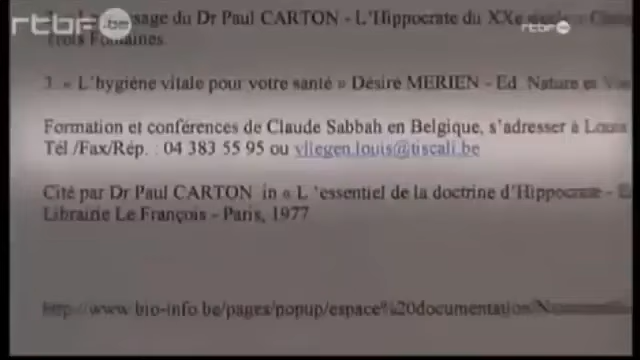 rtbf.be
rtbf.be
sage du Dr Paul CARTON - L'Hippocrate du XXe siècle -
Trois Fontaines.
3. « L'hygiène vitale pour votre santé » Désiré MERIEN - Ed. Nature et
Formation et conférences de Claude Sabbah en Belgique, s'adresser à Louis
Tél /Fax/Rép. : 04 383 55 95 ou vliegen.louis@tiscali.be
Cité par Dr Paul CARTON in « L 'essentiel de la doctrine d'Hippocrate -
Librairie Le François - Paris, 1977
http://www.bio-info.be/pages/popup/espace%20documentation/